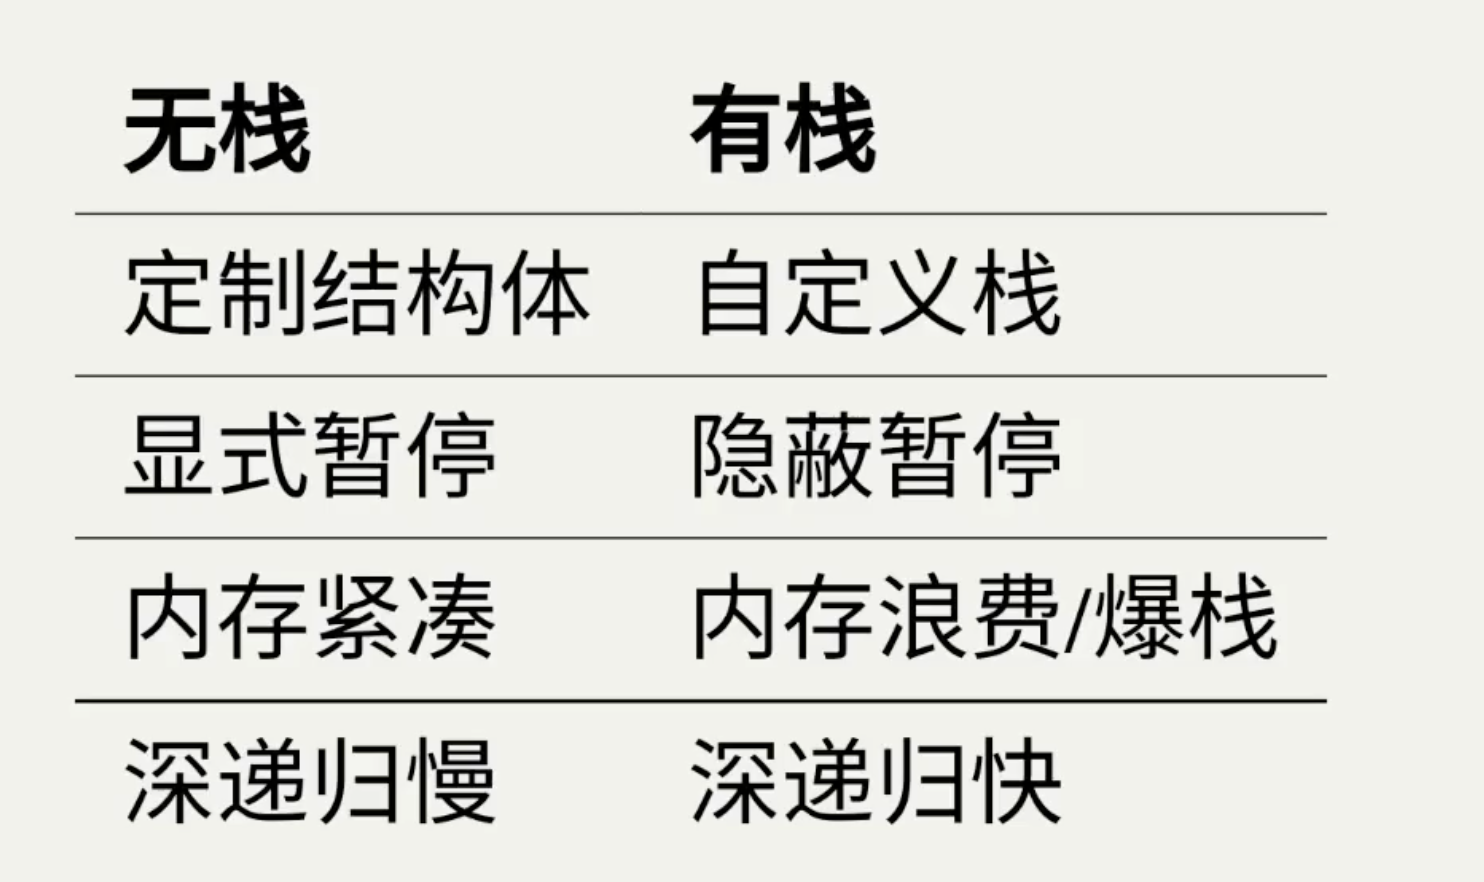 无栈 有栈
定制结构体 自定义栈
显式暂停 隐蔽暂停
内存紧凑 内存浪费/爆栈
深递归慢 深递归快